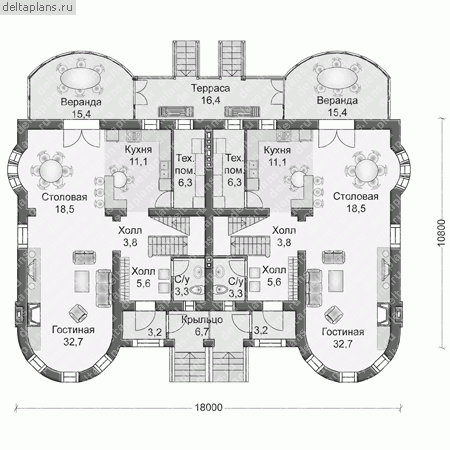 deltaplans.ru
Терраса
16,4
Веранда
15,4
Веранда
15,4
Кухня
11,1
Кухня
11,1
Тех.
пом.
6,3
Тех.
пом.
6,3
Столовая
18,5
Столовая
18,5
Холл
3,8
Холл
3,8
Холл
5,6
С/у
3,3
С/у
3,3
Холл
5,6
Гостиная
32,7
3,2
Крыльцо
6,7
3,2
Гостиная
32,7
10800
18000